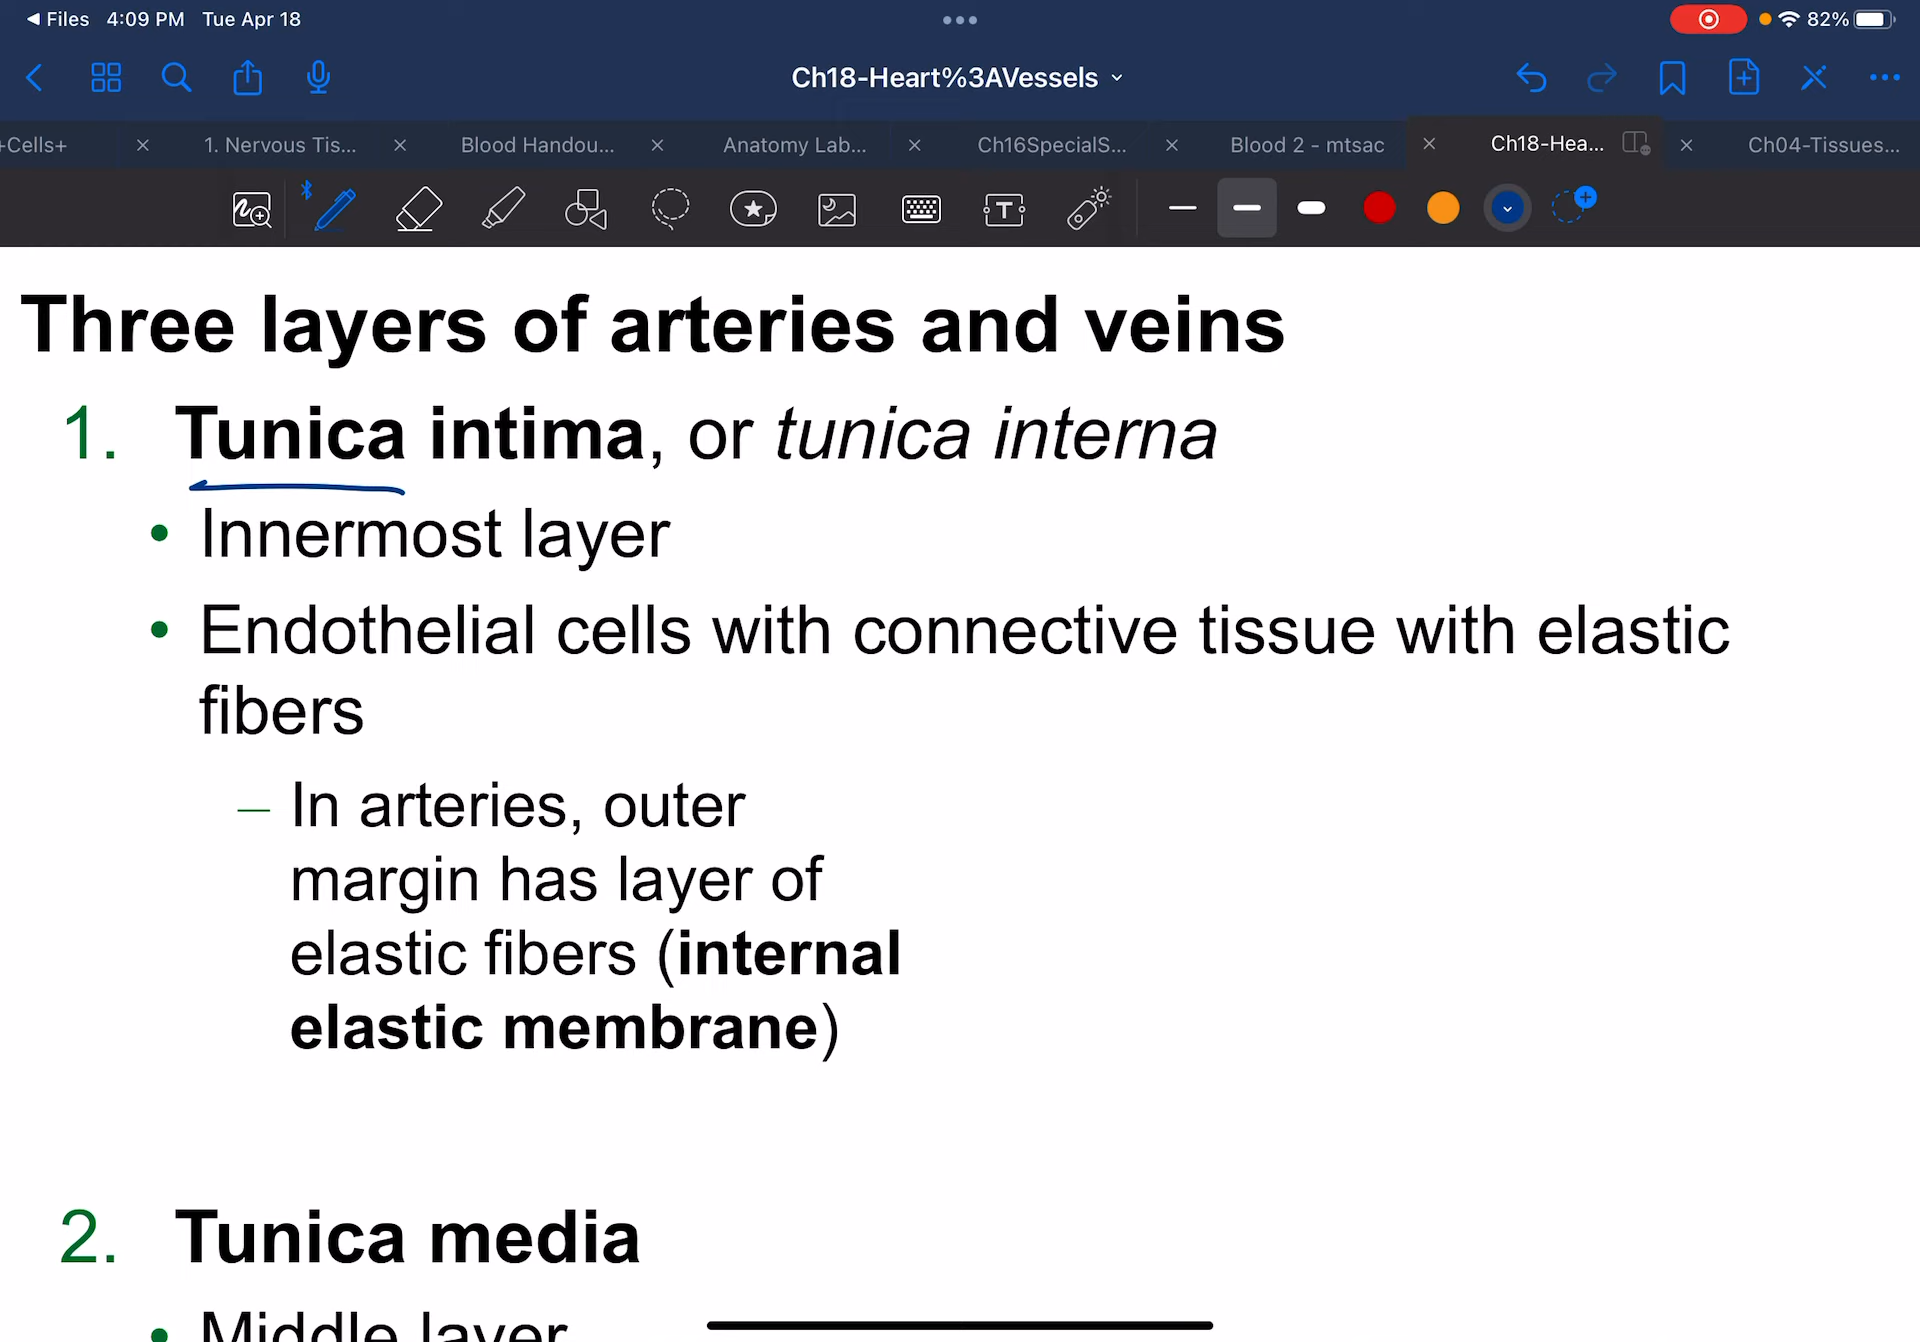 Files 4:09 PM Tue Apr 18 82%
Ch18-Heart%3AVessels
+Cells+ 1. Nervous Tis... Blood Handou... Anatomy Lab... Ch16SpecialS... Blood 2 - mtsac Ch18-Hea... Ch04-Tissues...
Three layers of arteries and veins
1. Tunica intima, or tunica interna
• Innermost layer
• Endothelial cells with connective tissue with elastic
fibers
– In arteries, outer
margin has layer of
elastic fibers (internal
elastic membrane)
2. Tunica media
• Middle layer